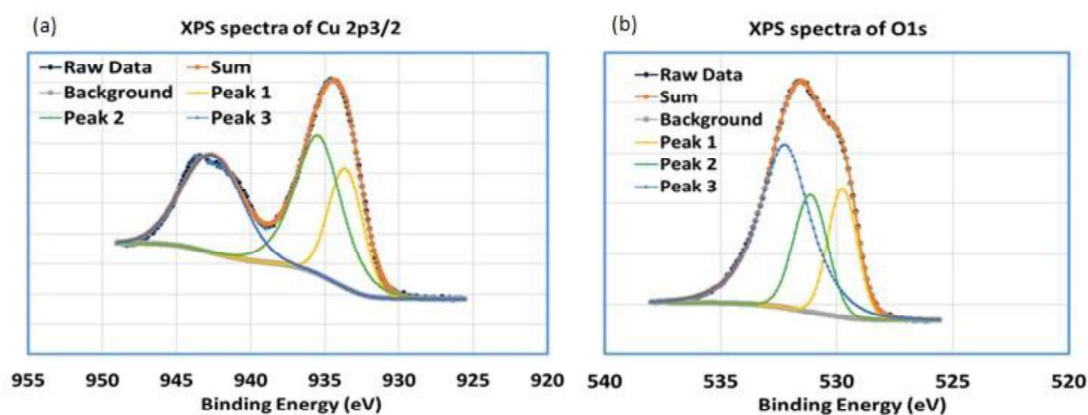 (a)
XPS spectra of Cu 2p3/2
Raw Data Sum
Background Peak 1
Peak 2 Peak 3
955 950 945 940 935 930 925 920
Binding Energy (eV)
(b)
XPS spectra of O1s
Raw Data
Sum
Background
Peak 1
Peak 2
Peak 3
540 535 530 525 520
Binding Energy (eV)